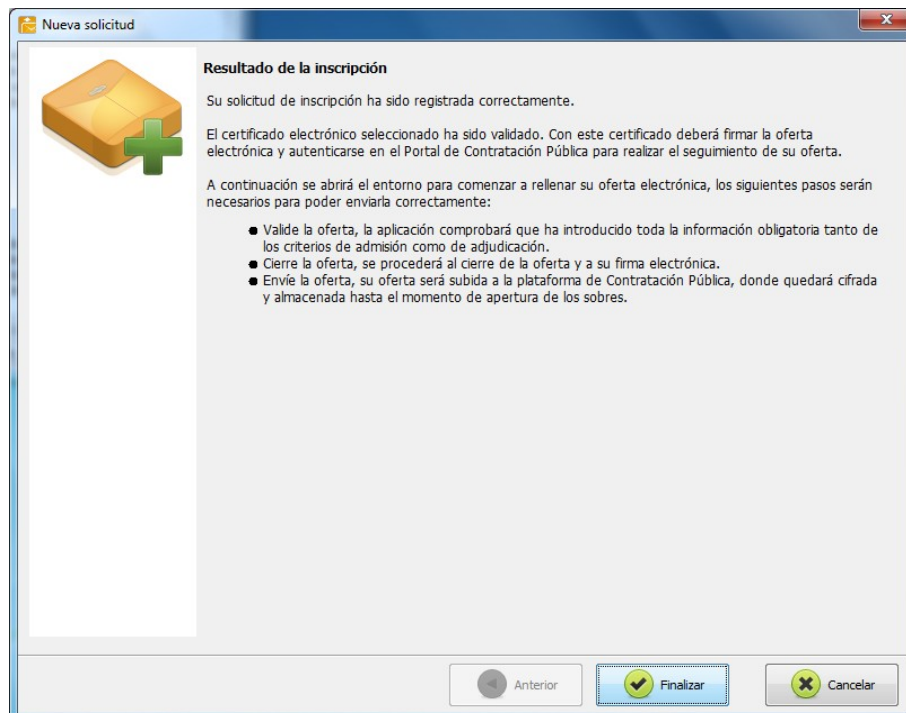 Nueva solicitud
Resultado de la inscripción
Su solicitud de inscripción ha sido registrada correctamente.
El certificado electrónico seleccionado ha sido validado. Con este certificado deberá firmar la oferta
electrónica y autenticarse en el Portal de Contratación Pública para realizar el seguimiento de su oferta.
A continuación se abrirá el entorno para comenzar a rellenar su oferta electrónica, los siguientes pasos serán
necesarios para poder enviarla correctamente:
● Valide la oferta, la aplicación comprobará que ha introducido toda la información obligatoria tanto de
los criterios de admisión como de adjudicación.
● Cierre la oferta, se procederá al cierre de la oferta y a su firma electrónica.
● Envíe la oferta, su oferta será subida a la plataforma de Contratación Pública, donde quedará cifrada
y almacenada hasta el momento de apertura de los sobres.
Anterior
Finalizar
Cancelar